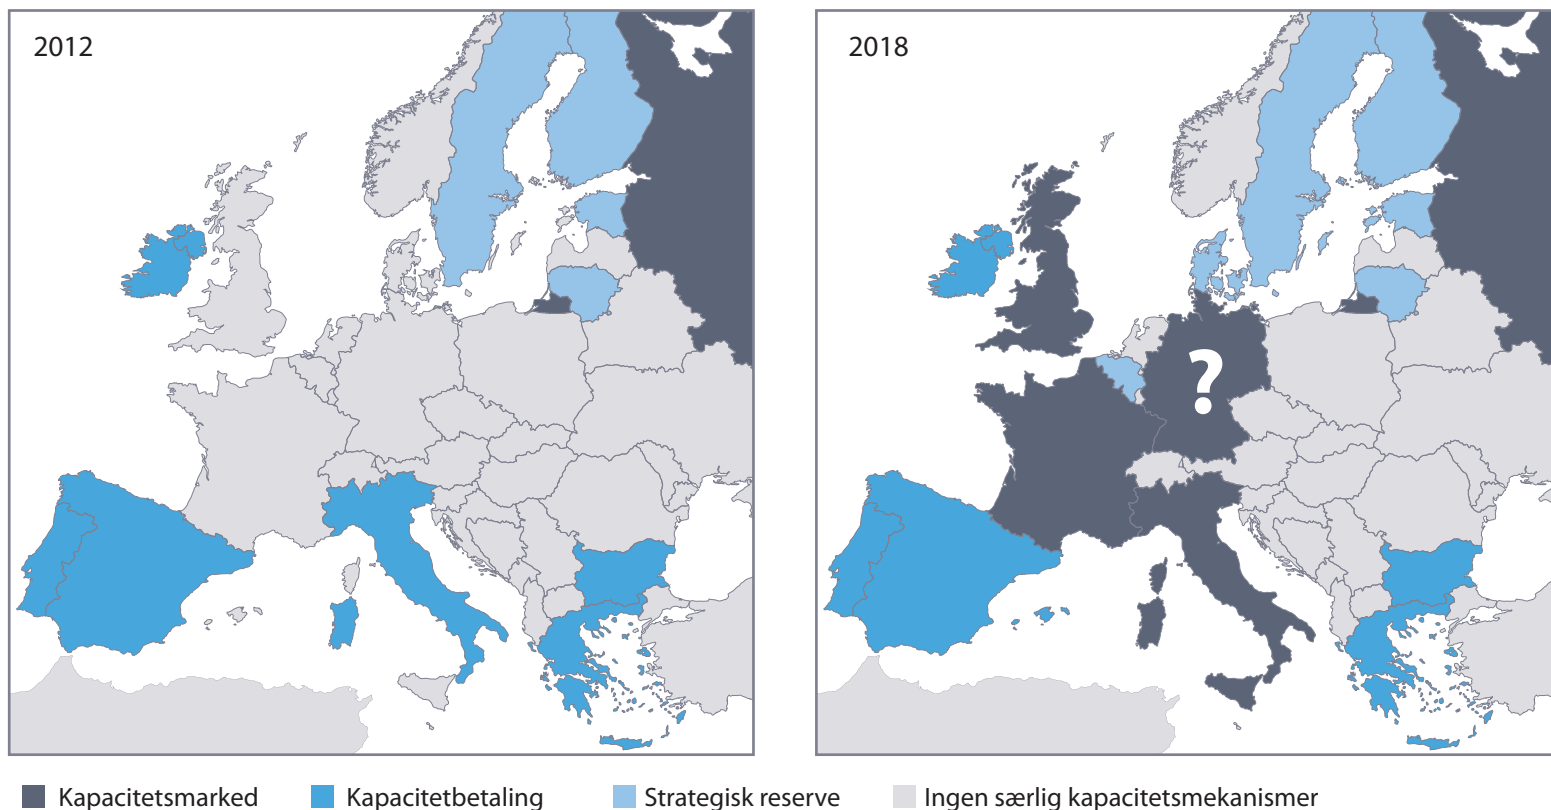 2012
2018
?
Kapacitetsmarked
Kapacitetbetaling
Strategisk reserve
Ingen særlig kapacitetsmekanismer